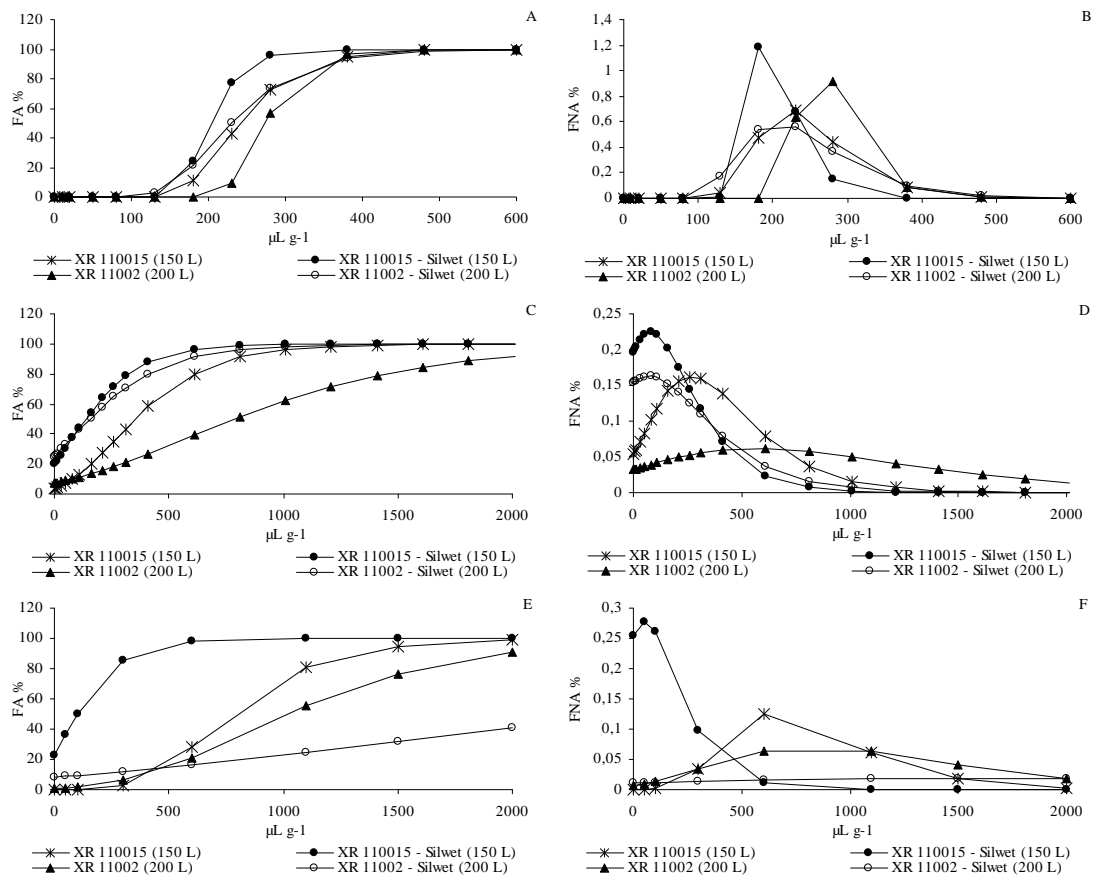 A
120
100
80
60
40
20
0
FA %
0 100 200 300 400 500 600
µL g-1
XR 110015 (150 L) XR 110015 - Silwet (150 L)
XR 11002 (200 L) XR 11002 - Silwet (200 L)
B
1,4
1,2
1
0,8
0,6
0,4
0,2
0
FNA %
0 100 200 300 400 500 600
µL g-1
XR 110015 (150 L) XR 110015 - Silwet (150 L)
XR 11002 (200 L) XR 11002 - Silwet (200 L)
C
120
100
80
60
40
20
0
FA %
0 500 1000 1500 2000
µL g-1
XR 110015 (150 L) XR 110015 - Silwet (150 L)
XR 11002 (200 L) XR 11002 - Silwet (200 L)
D
0,25
0,2
0,15
0,1
0,05
0
FNA %
0 500 1000 1500 2000
µL g-1
XR 110015 (150 L) XR 110015 - Silwet (150 L)
XR 11002 (200 L) XR 11002 - Silwet (200 L)
E
120
100
80
60
40
20
0
FA %
0 500 1000 1500 2000
µL g-1
XR 110015 (150 L) XR 110015 - Silwet (150 L)
XR 11002 (200 L) XR 11002 - Silwet (200 L)
F
0,3
0,25
0,2
0,15
0,1
0,05
0
FNA %
0 500 1000 1500 2000
µL g-1
XR 110015 (150 L) XR 110015 - Silwet (150 L)
XR 11002 (200 L) XR 11002 - Silwet (200 L)